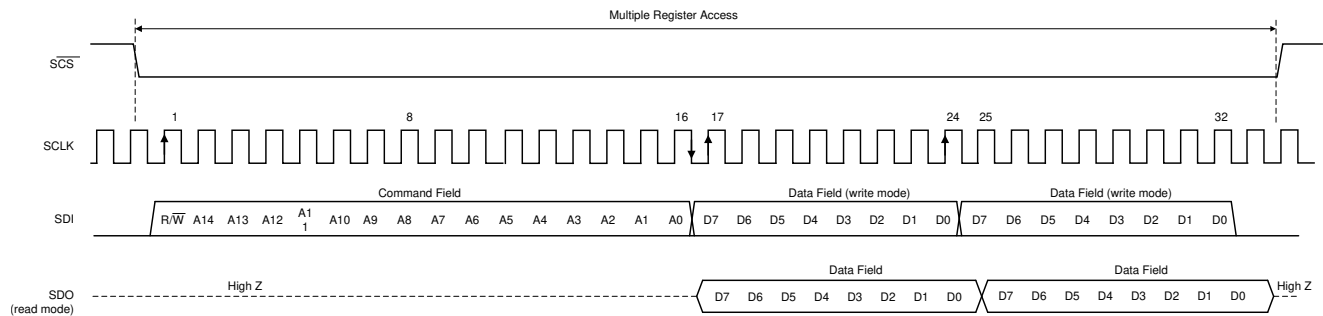 Multiple Register Access
SCS
1 8 16 17 24 25 32
SCLK
Command Field Data Field (write mode) Data Field (write mode)
SDI R/W A14 A13 A12 A11 A10 A9 A8 A7 A6 A5 A4 A3 A2 A1 A0 D7 D6 D5 D4 D3 D2 D1 D0 D7 D6 D5 D4 D3 D2 D1 D0
Data Field Data Field
High Z High Z
SDO D7 D6 D5 D4 D3 D2 D1 D0 D7 D6 D5 D4 D3 D2 D1 D0
(read mode)